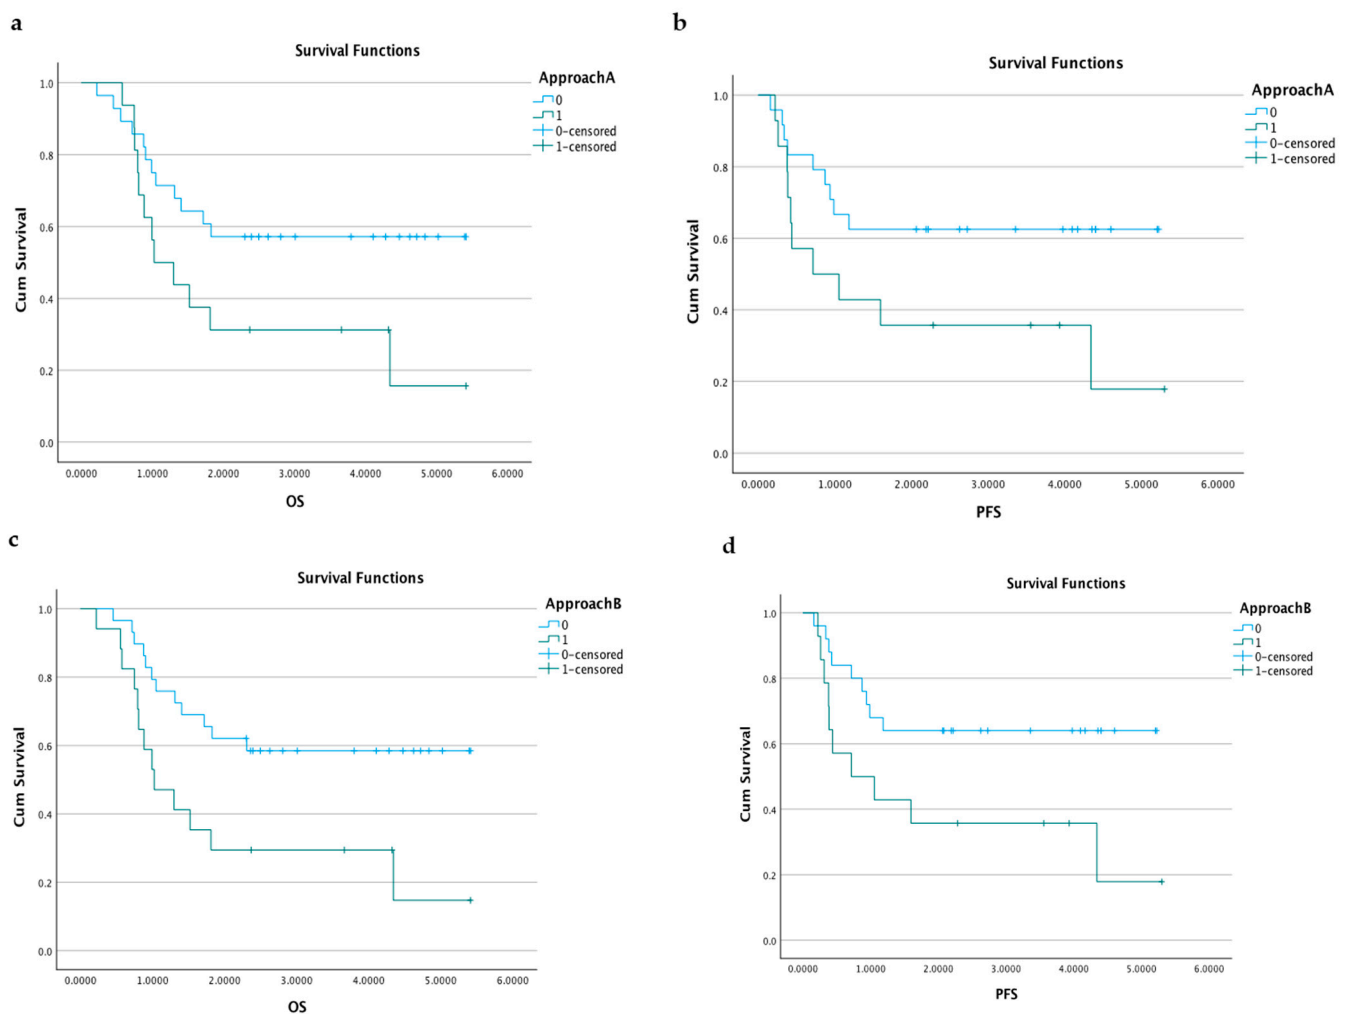 a
Survival Functions
ApproachA
0
1
0-censored
1-censored
Cum Survival
1.0
0.8
0.6
0.4
0.2
0.0
0.0000 1.0000 2.0000 3.0000 4.0000 5.0000 6.0000
OS
b
Survival Functions
ApproachA
0
1
0-censored
1-censored
Cum Survival
1.0
0.8
0.6
0.4
0.2
0.0
0.0000 1.0000 2.0000 3.0000 4.0000 5.0000 6.0000
PFS
c
Survival Functions
ApproachB
0
1
0-censored
1-censored
Cum Survival
1.0
0.8
0.6
0.4
0.2
0.0
0.0000 1.0000 2.0000 3.0000 4.0000 5.0000 6.0000
OS
d
Survival Functions
ApproachB
0
1
0-censored
1-censored
Cum Survival
1.0
0.8
0.6
0.4
0.2
0.0
0.0000 1.0000 2.0000 3.0000 4.0000 5.0000 6.0000
PFS